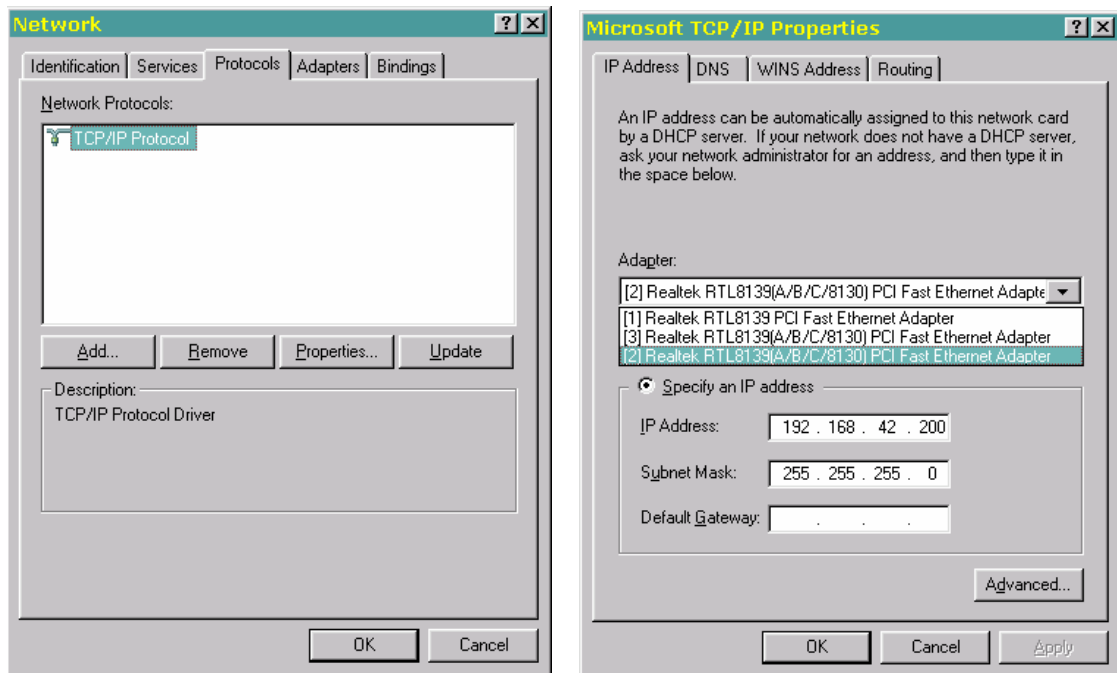 Network
Identification Services Protocols Adapters Bindings
Network Protocols:
TCP/IP Protocol
Add... Remove Properties... Update
Description:
TCP/IP Protocol Driver
OK Cancel
Microsoft TCP/IP Properties
IP Address DNS WINS Address Routing
An IP address can be automatically assigned to this network card
by a DHCP server. If your network does not have a DHCP server,
ask your network administrator for an address, and then type it in
the space below.
Adapter:
[2] Realtek RTL8139(A/B/C/8130) PCI Fast Ethernet Adapte
[1] Realtek RTL8139 PCI Fast Ethernet Adapter
[3] Realtek RTL8139(A/B/C/8130) PCI Fast Ethernet Adapter
[2] Realtek RTL8139(A/B/C/8130) PCI Fast Ethernet Adapter
Specify an IP address
IP Address: 192 . 168 . 42 . 200
Subnet Mask: 255 . 255 . 255 . 0
Default Gateway: . . .
Advanced...
OK Cancel Apply